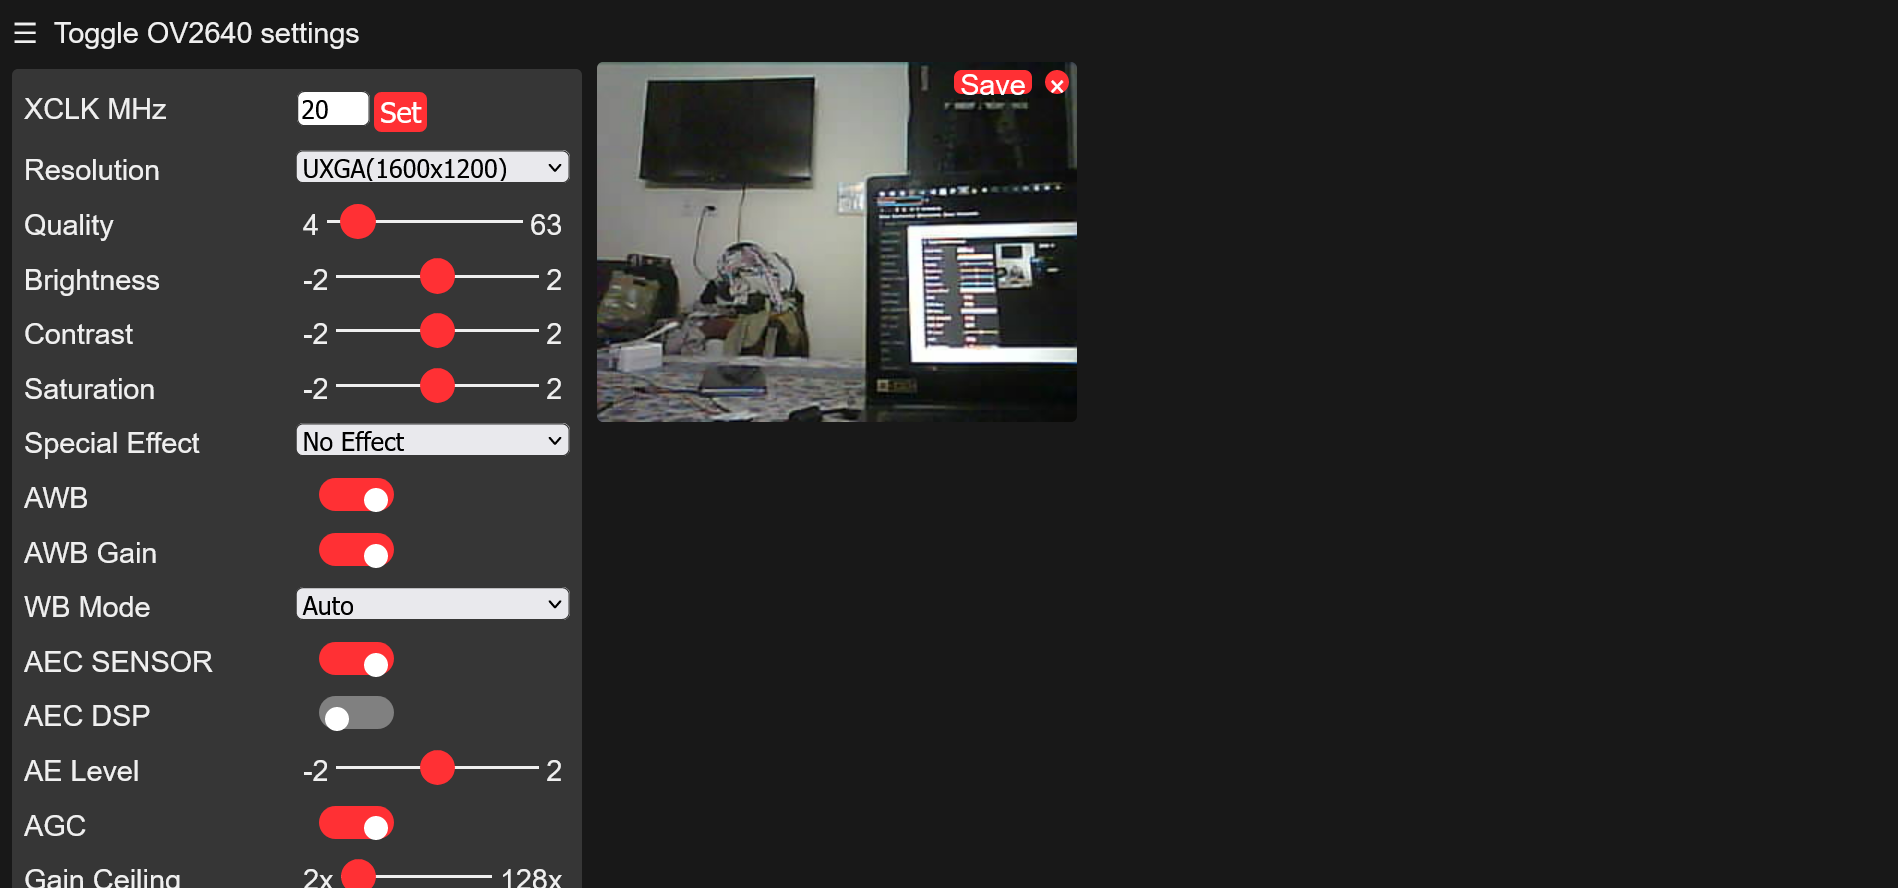 ☰ Toggle OV2640 settings
XCLK MHz 20 Set
Resolution UXGA(1600x1200)
Quality 4 63
Brightness -2 2
Contrast -2 2
Saturation -2 2
Special Effect No Effect
AWB
AWB Gain
WB Mode Auto
AEC SENSOR
AEC DSP
AE Level -2 2
AGC
Gain Ceiling 2x 128x
Save ×